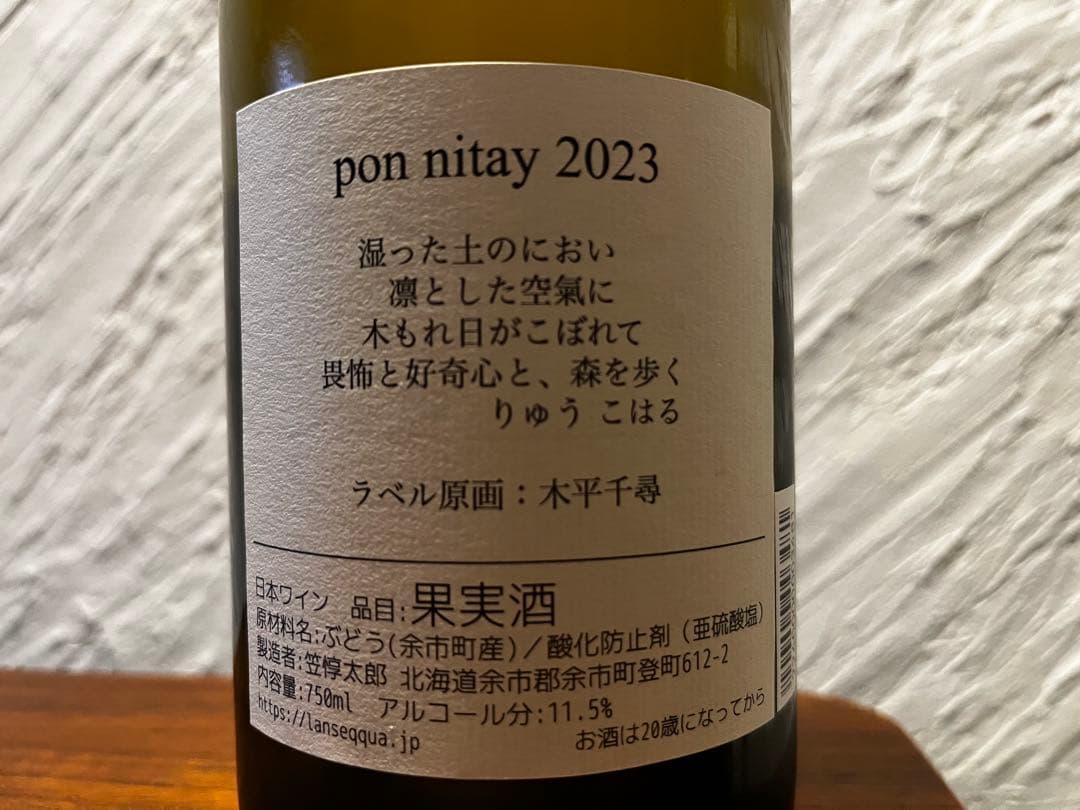 pon nitay 2023
湿った土のにおい
凛とした空氣に
木もれ日がこぼれて
畏怖と好奇心と、森を歩く
りゅう こはる
ラベル原画：木平千尋
日本ワイン 品目:果実酒
原材料名:ぶどう(余市町産)/酸化防止剤(亜硫酸塩)
製造者:笠惇太郎 北海道余市郡余市町登町612-2
内容量:750ml アルコール分:11.5%
https://lanseqqua.jp お酒は20歳になってから